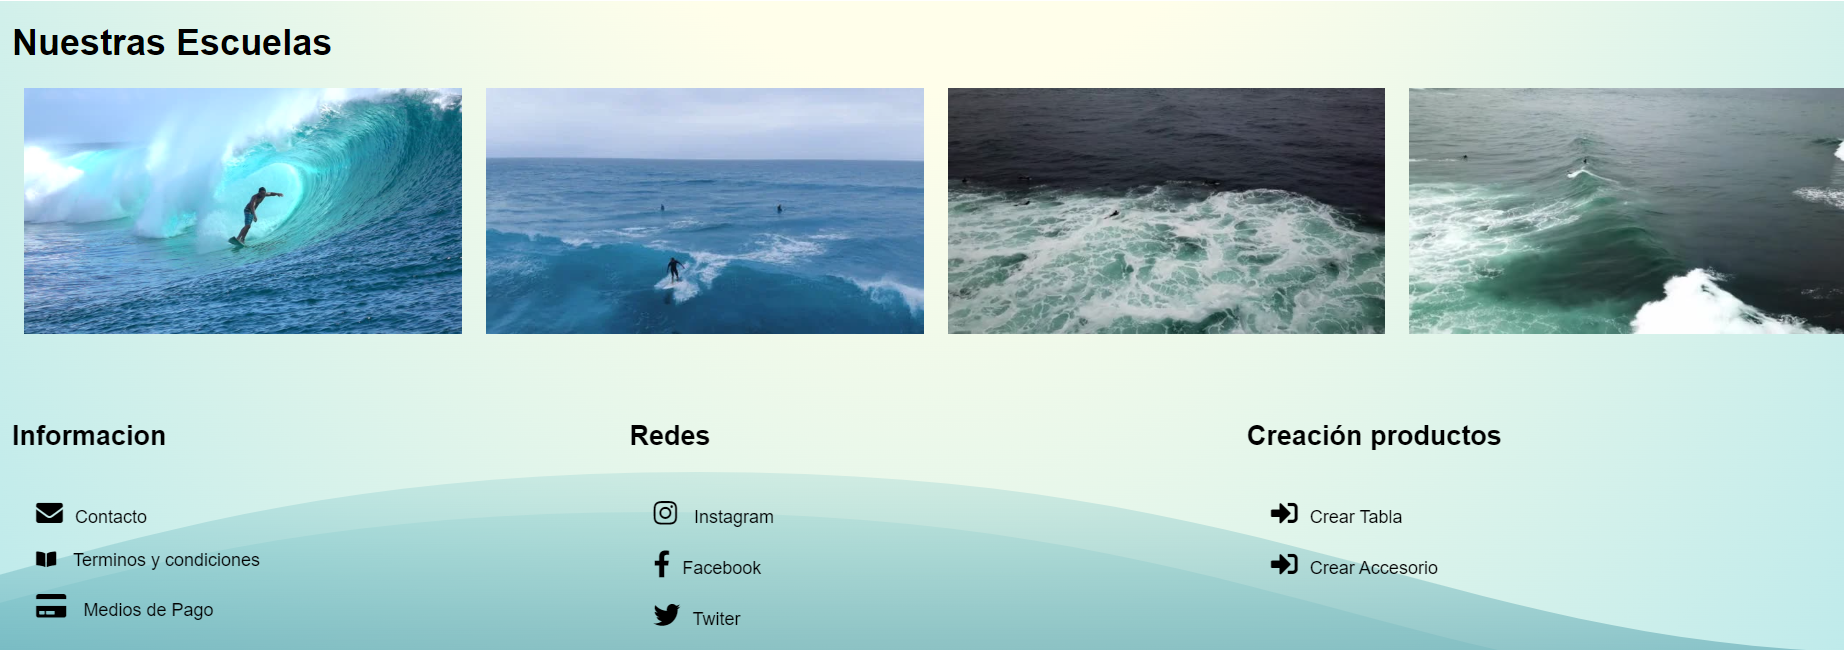 Nuestras Escuelas
Informacion
Contacto
Terminos y condiciones
Medios de Pago
Redes
Instagram
Facebook
Twiter
Creación productos
Crear Tabla
Crear Accesorio